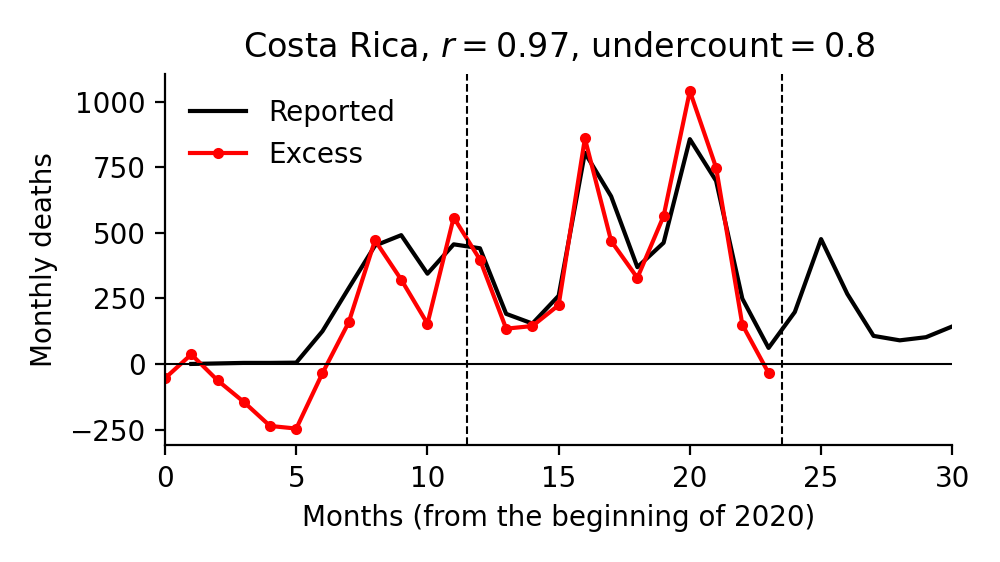 Costa Rica, r = 0.97, undercount = 0.8
Reported
Excess
Monthly deaths
1000
750
500
250
0
−250
0 5 10 15 20 25 30
Months (from the beginning of 2020)